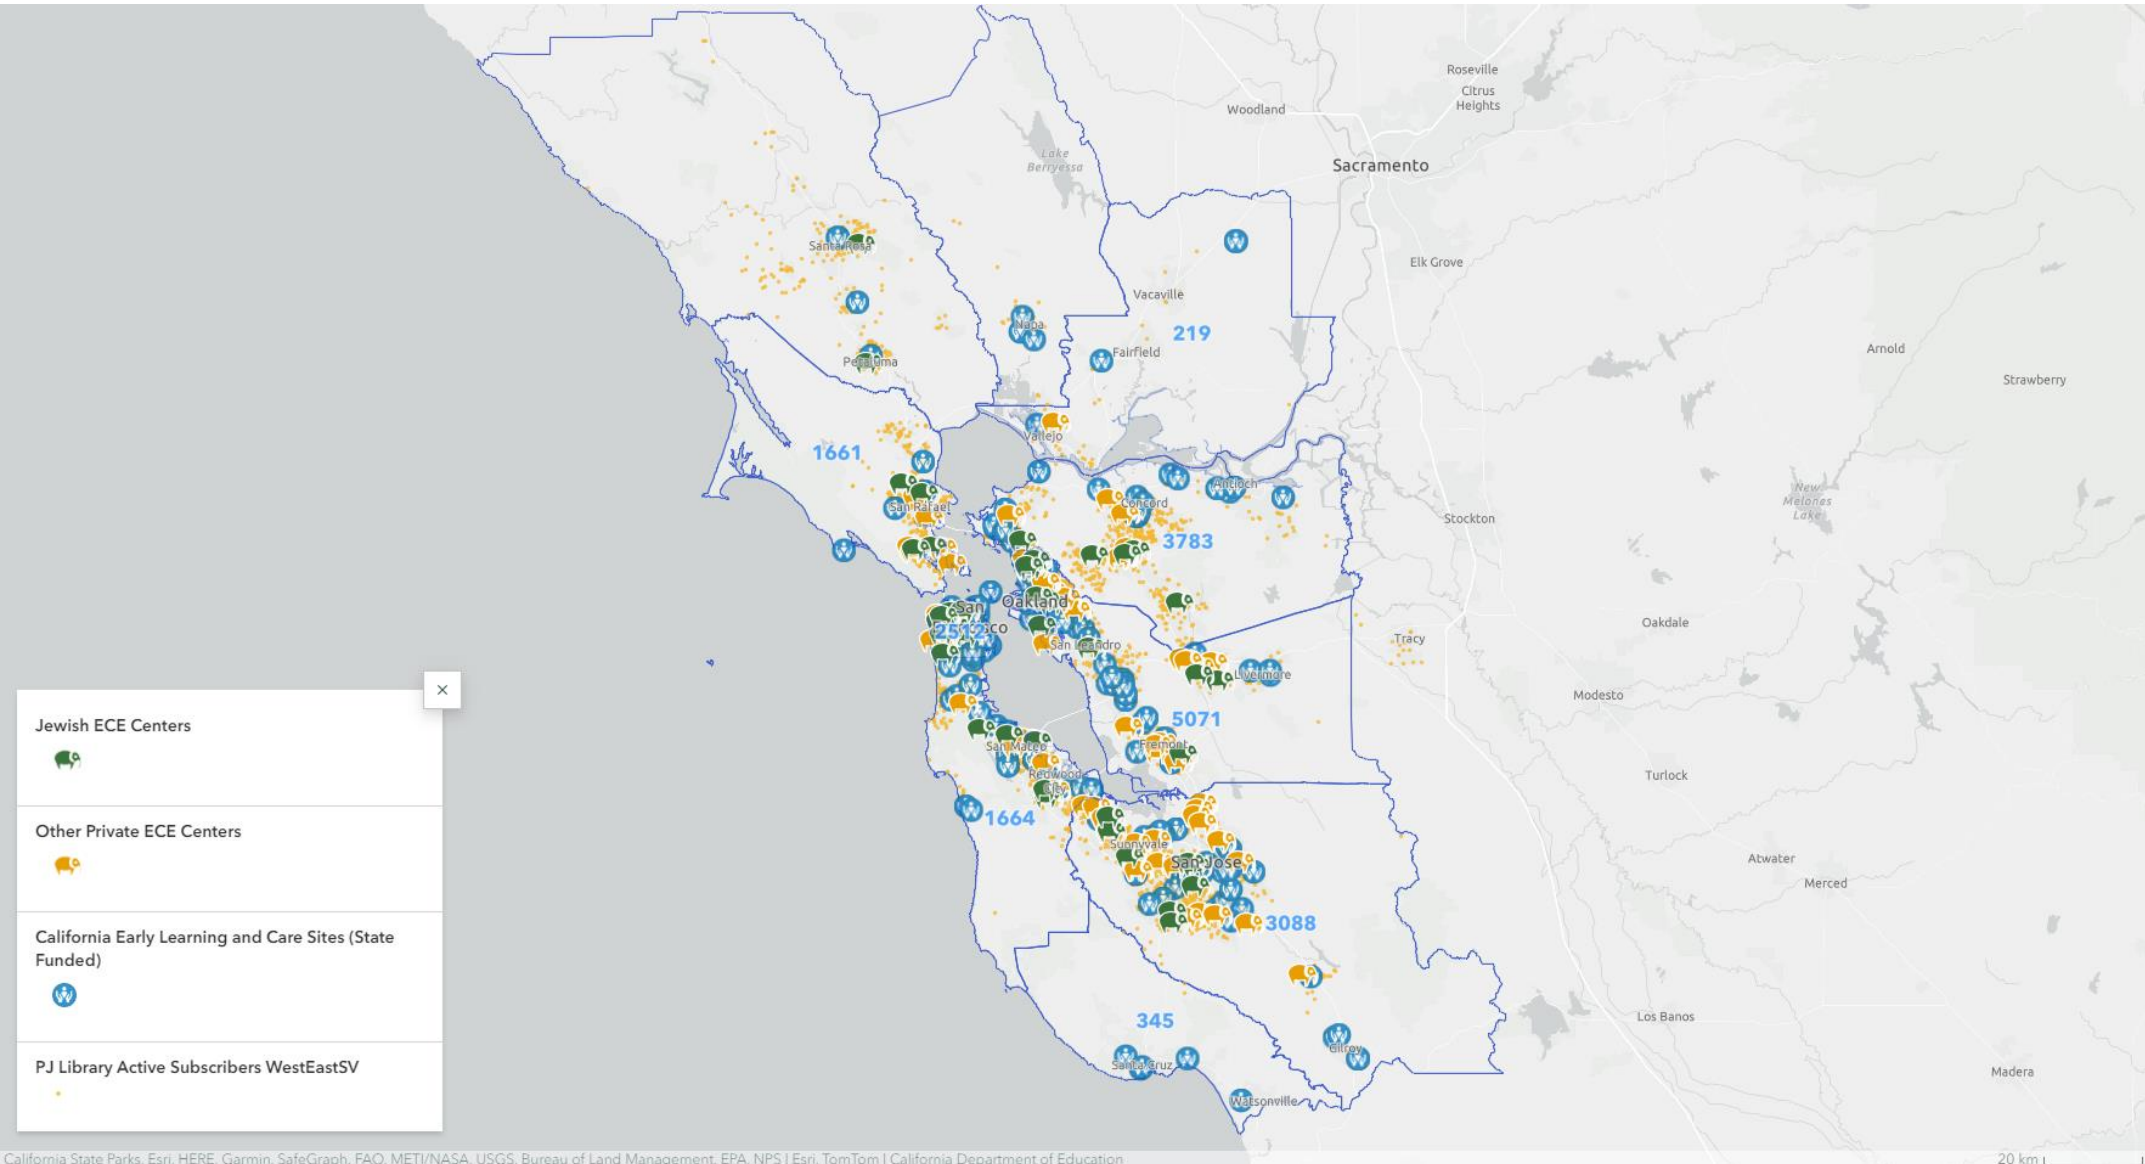 Roseville
Citrus
Heights
Woodland
Sacramento
Lake
Berryessa
Santa Rosa
Elk Grove
Vacaville
219
Napa
Fairfield
Petaluma
Arnold
Strawberry
Vallejo
1661
Antioch
Concord
San Rafael
New
Melones
Lake
Stockton
3783
San
Oakland
2512
sco
San Leandro
Oakdale
Tracy
Livermore
Modesto
5071
Fremont
San Mateo
Redwood
City
Turlock
1664
Sunnyvale
San Jose
Atwater
Merced
3088
345
Los Banos
Gilroy
Santa Cruz
Madera
Watsonville
×
Jewish ECE Centers
Other Private ECE Centers
California Early Learning and Care Sites (State
Funded)
PJ Library Active Subscribers WestEastSV
California State Parks, Esri, HERE, Garmin, SafeGraph, FAO, METI/NASA, USGS, Bureau of Land Management, EPA, NPS | Esri, TomTom | California Department of Education
20 km